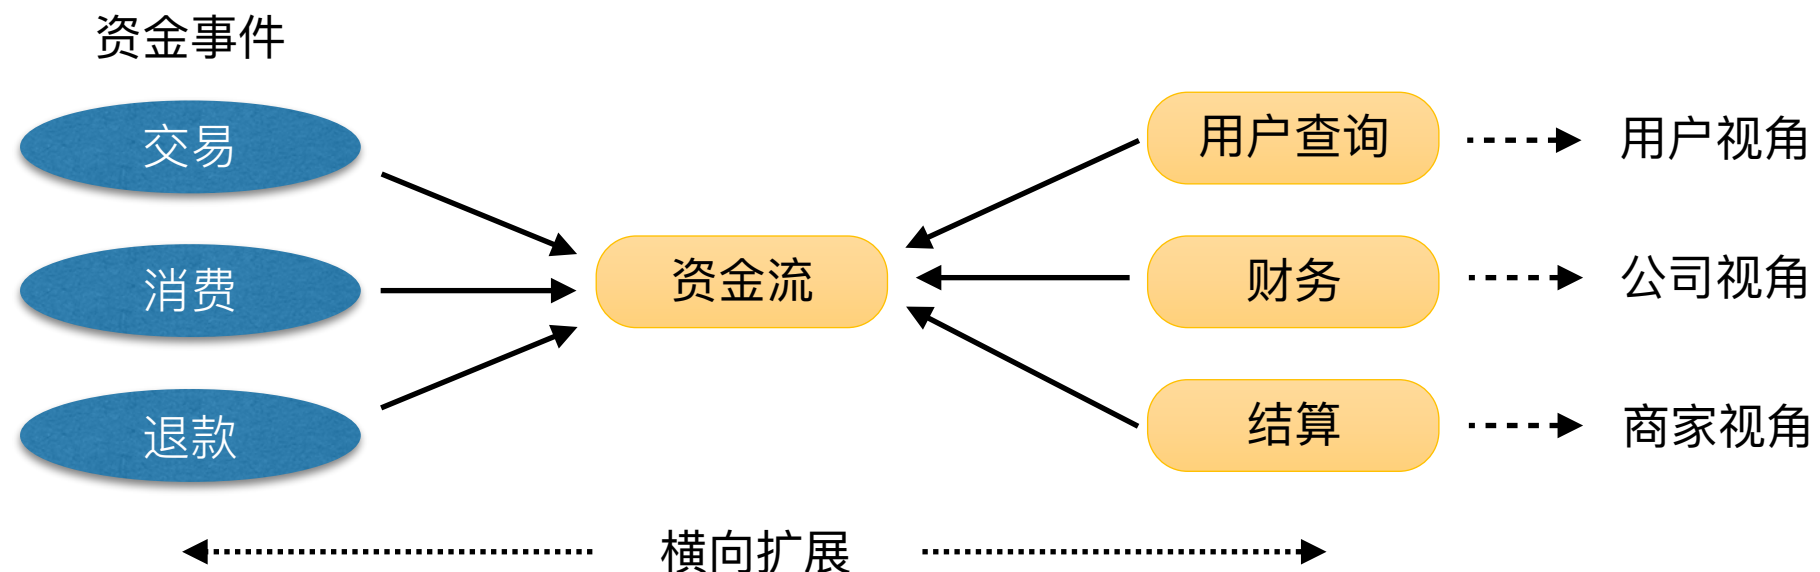 资金事件
交易
消费
退款
资金流
用户查询
财务
结算
用户视角
公司视角
商家视角
横向扩展